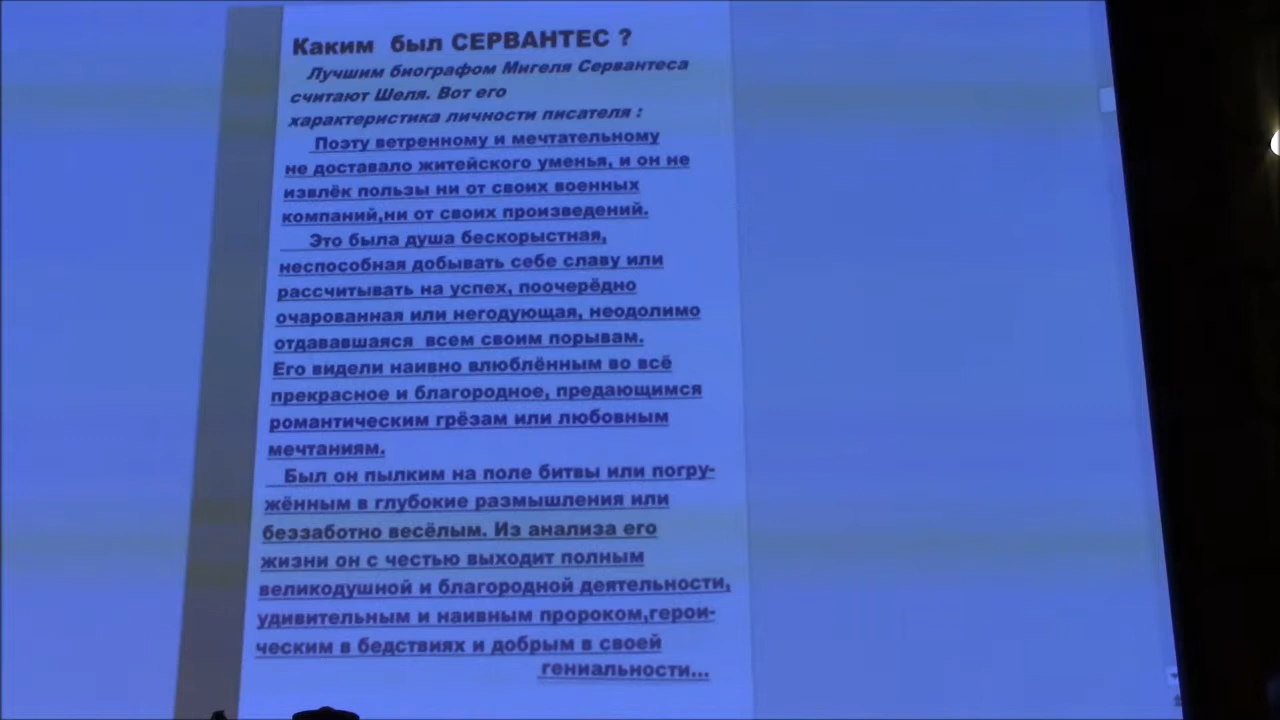 Каким был СЕРВАНТЕС ?
Лучшим биографом Мигеля Сервантеса
считают Шеля. Вот его
характеристика личности писателя :
Поэту ветренному и мечтательному
не доставало житейского уменья, и он не
извлёк пользы ни от своих военных
компаний,ни от своих произведений.
Это была душа бескорыстная,
неспособная добывать себе славу или
рассчитывать на успех, поочерёдно
очарованная или негодующая, неодолимо
отдававшаяся всем своим порывам.
Его видели наивно влюблённым во всё
прекрасное и благородное, предающимся
романтическим грёзам или любовным
мечтаниям.
Был он пылким на поле битвы или погру-
жённым в глубокие размышления или
беззаботно весёлым. Из анализа его
жизни он с честью выходит полным
великодушной и благородной деятельности,
удивительным и наивным пророком,герои-
ческим в бедствиях и добрым в своей
гениальности...